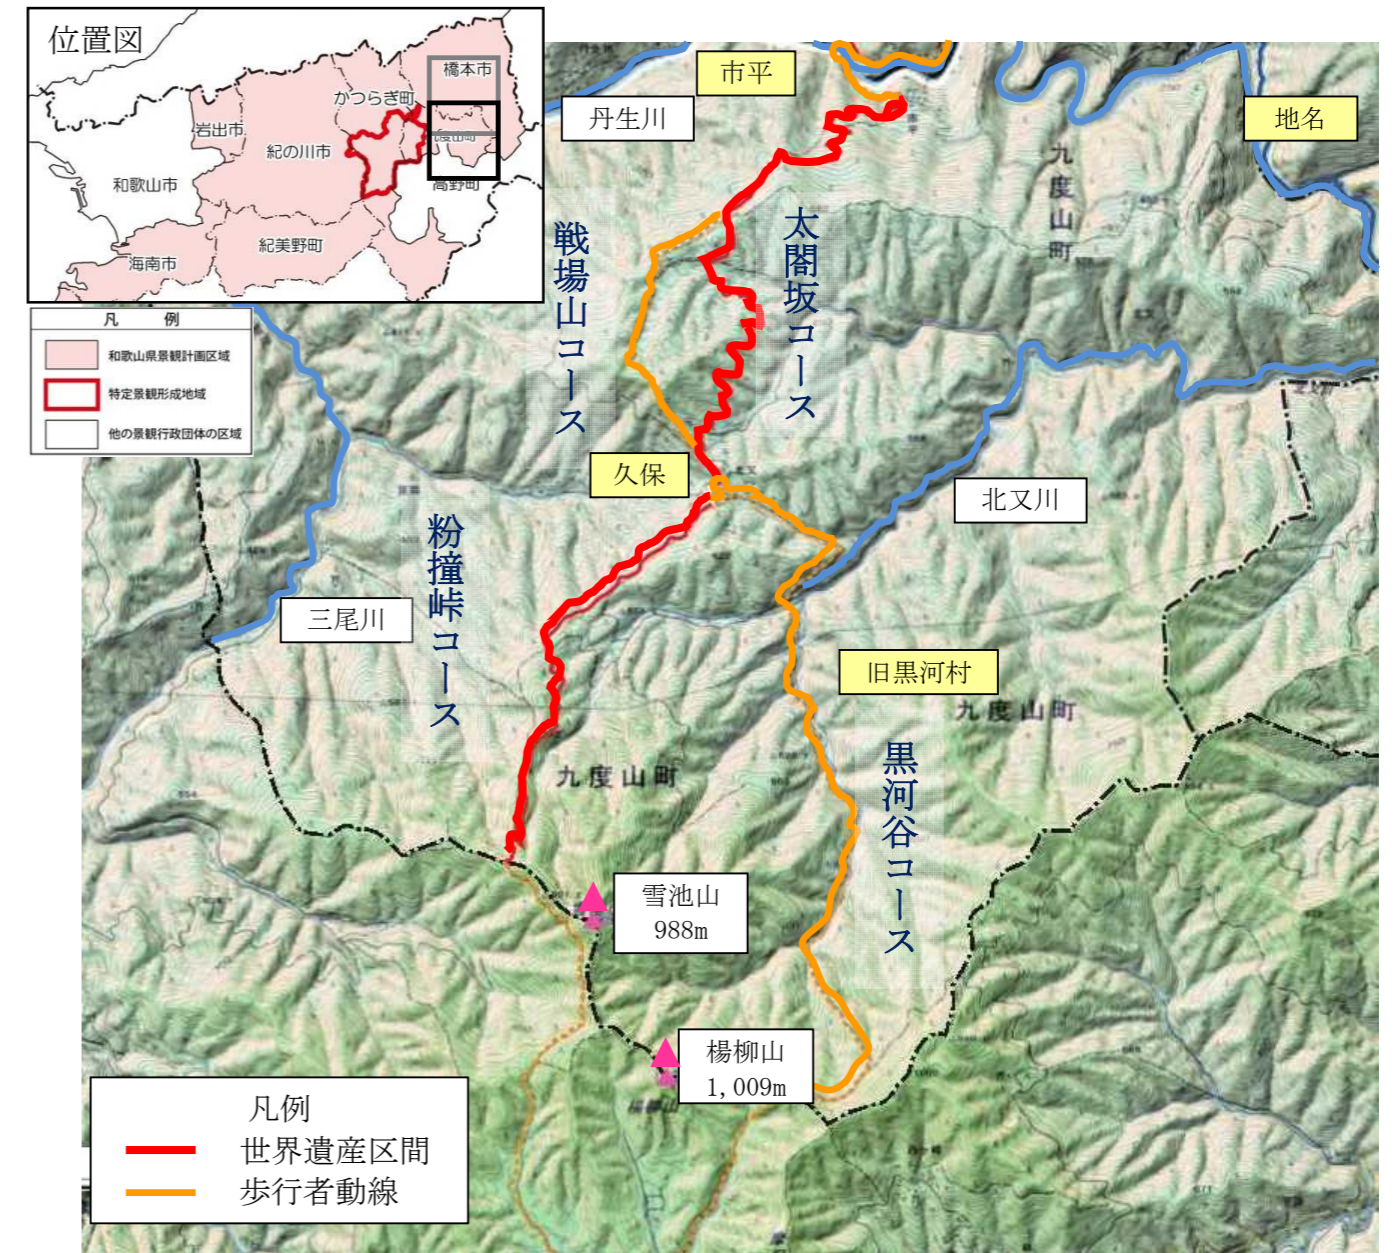 位置図
橋本市
かつらぎ町
岩出市
紀の川市
和歌山市
高野町
紀美野町
海南市
凡 例
和歌山県景観計画区域
特定景観形成地域
他の景観行政団体の区域
市平
丹生川
地名
九度山町
戦場山コース
太閤坂コース
久保
北又川
粉撞峠コース
三尾川
旧黒河村
九度山町
九度山町
黒河谷コース
雪池山
988m
楊柳山
1,009m
凡例
世界遺産区間
歩行者動線